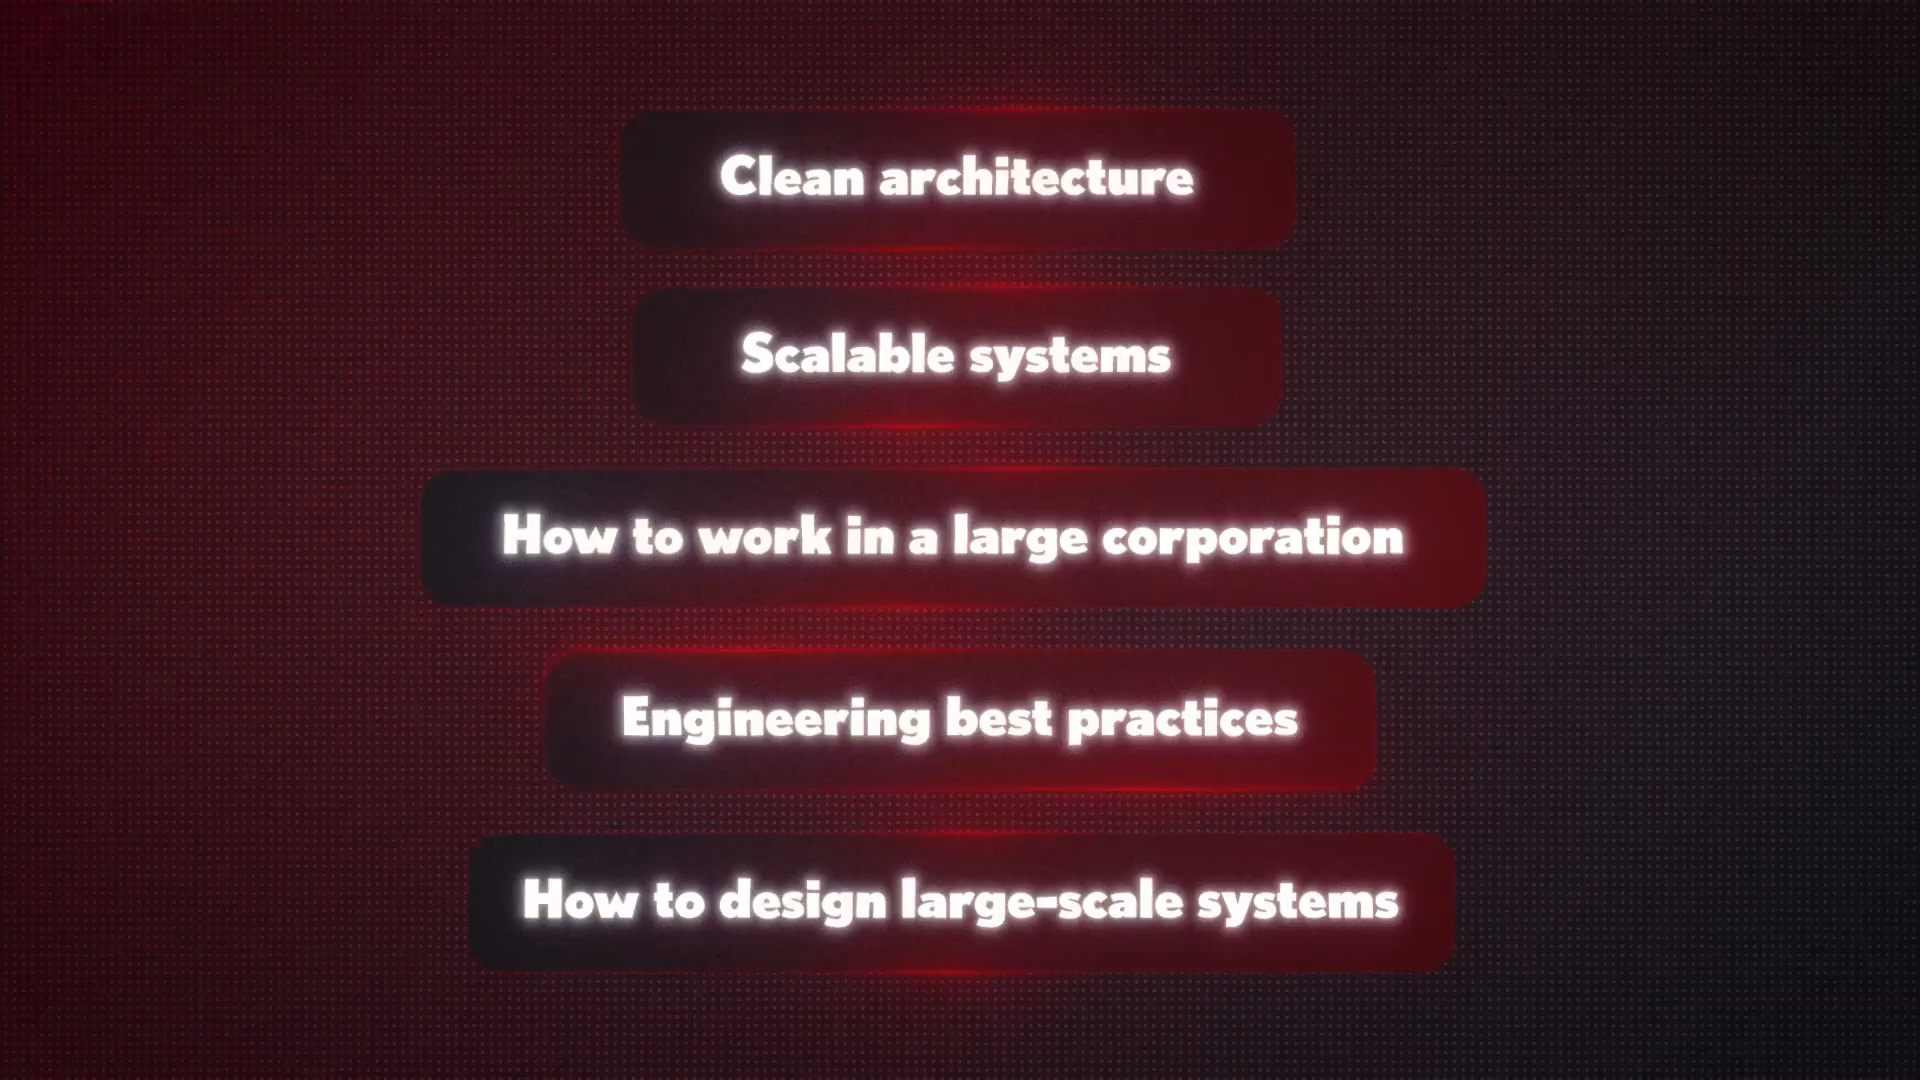 Clean architecture
Scalable systems
How to work in a large corporation
Engineering best practices
How to design large-scale systems